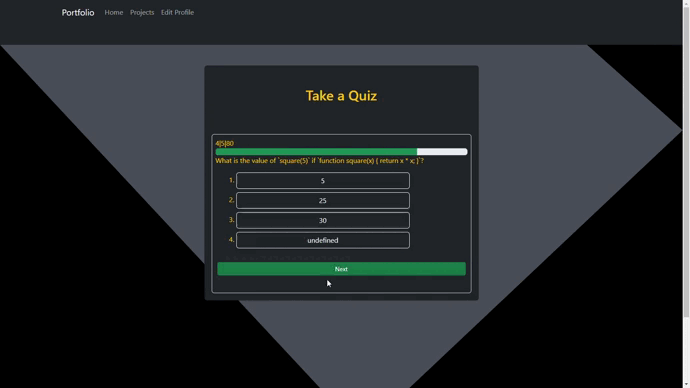 Portfolio Home Projects Edit Profile
Take a Quiz
4|5|80
What is the value of `square(5)` if `function square(x) { return x * x; }`?
1. 5
2. 25
3. 30
4. undefined
Next